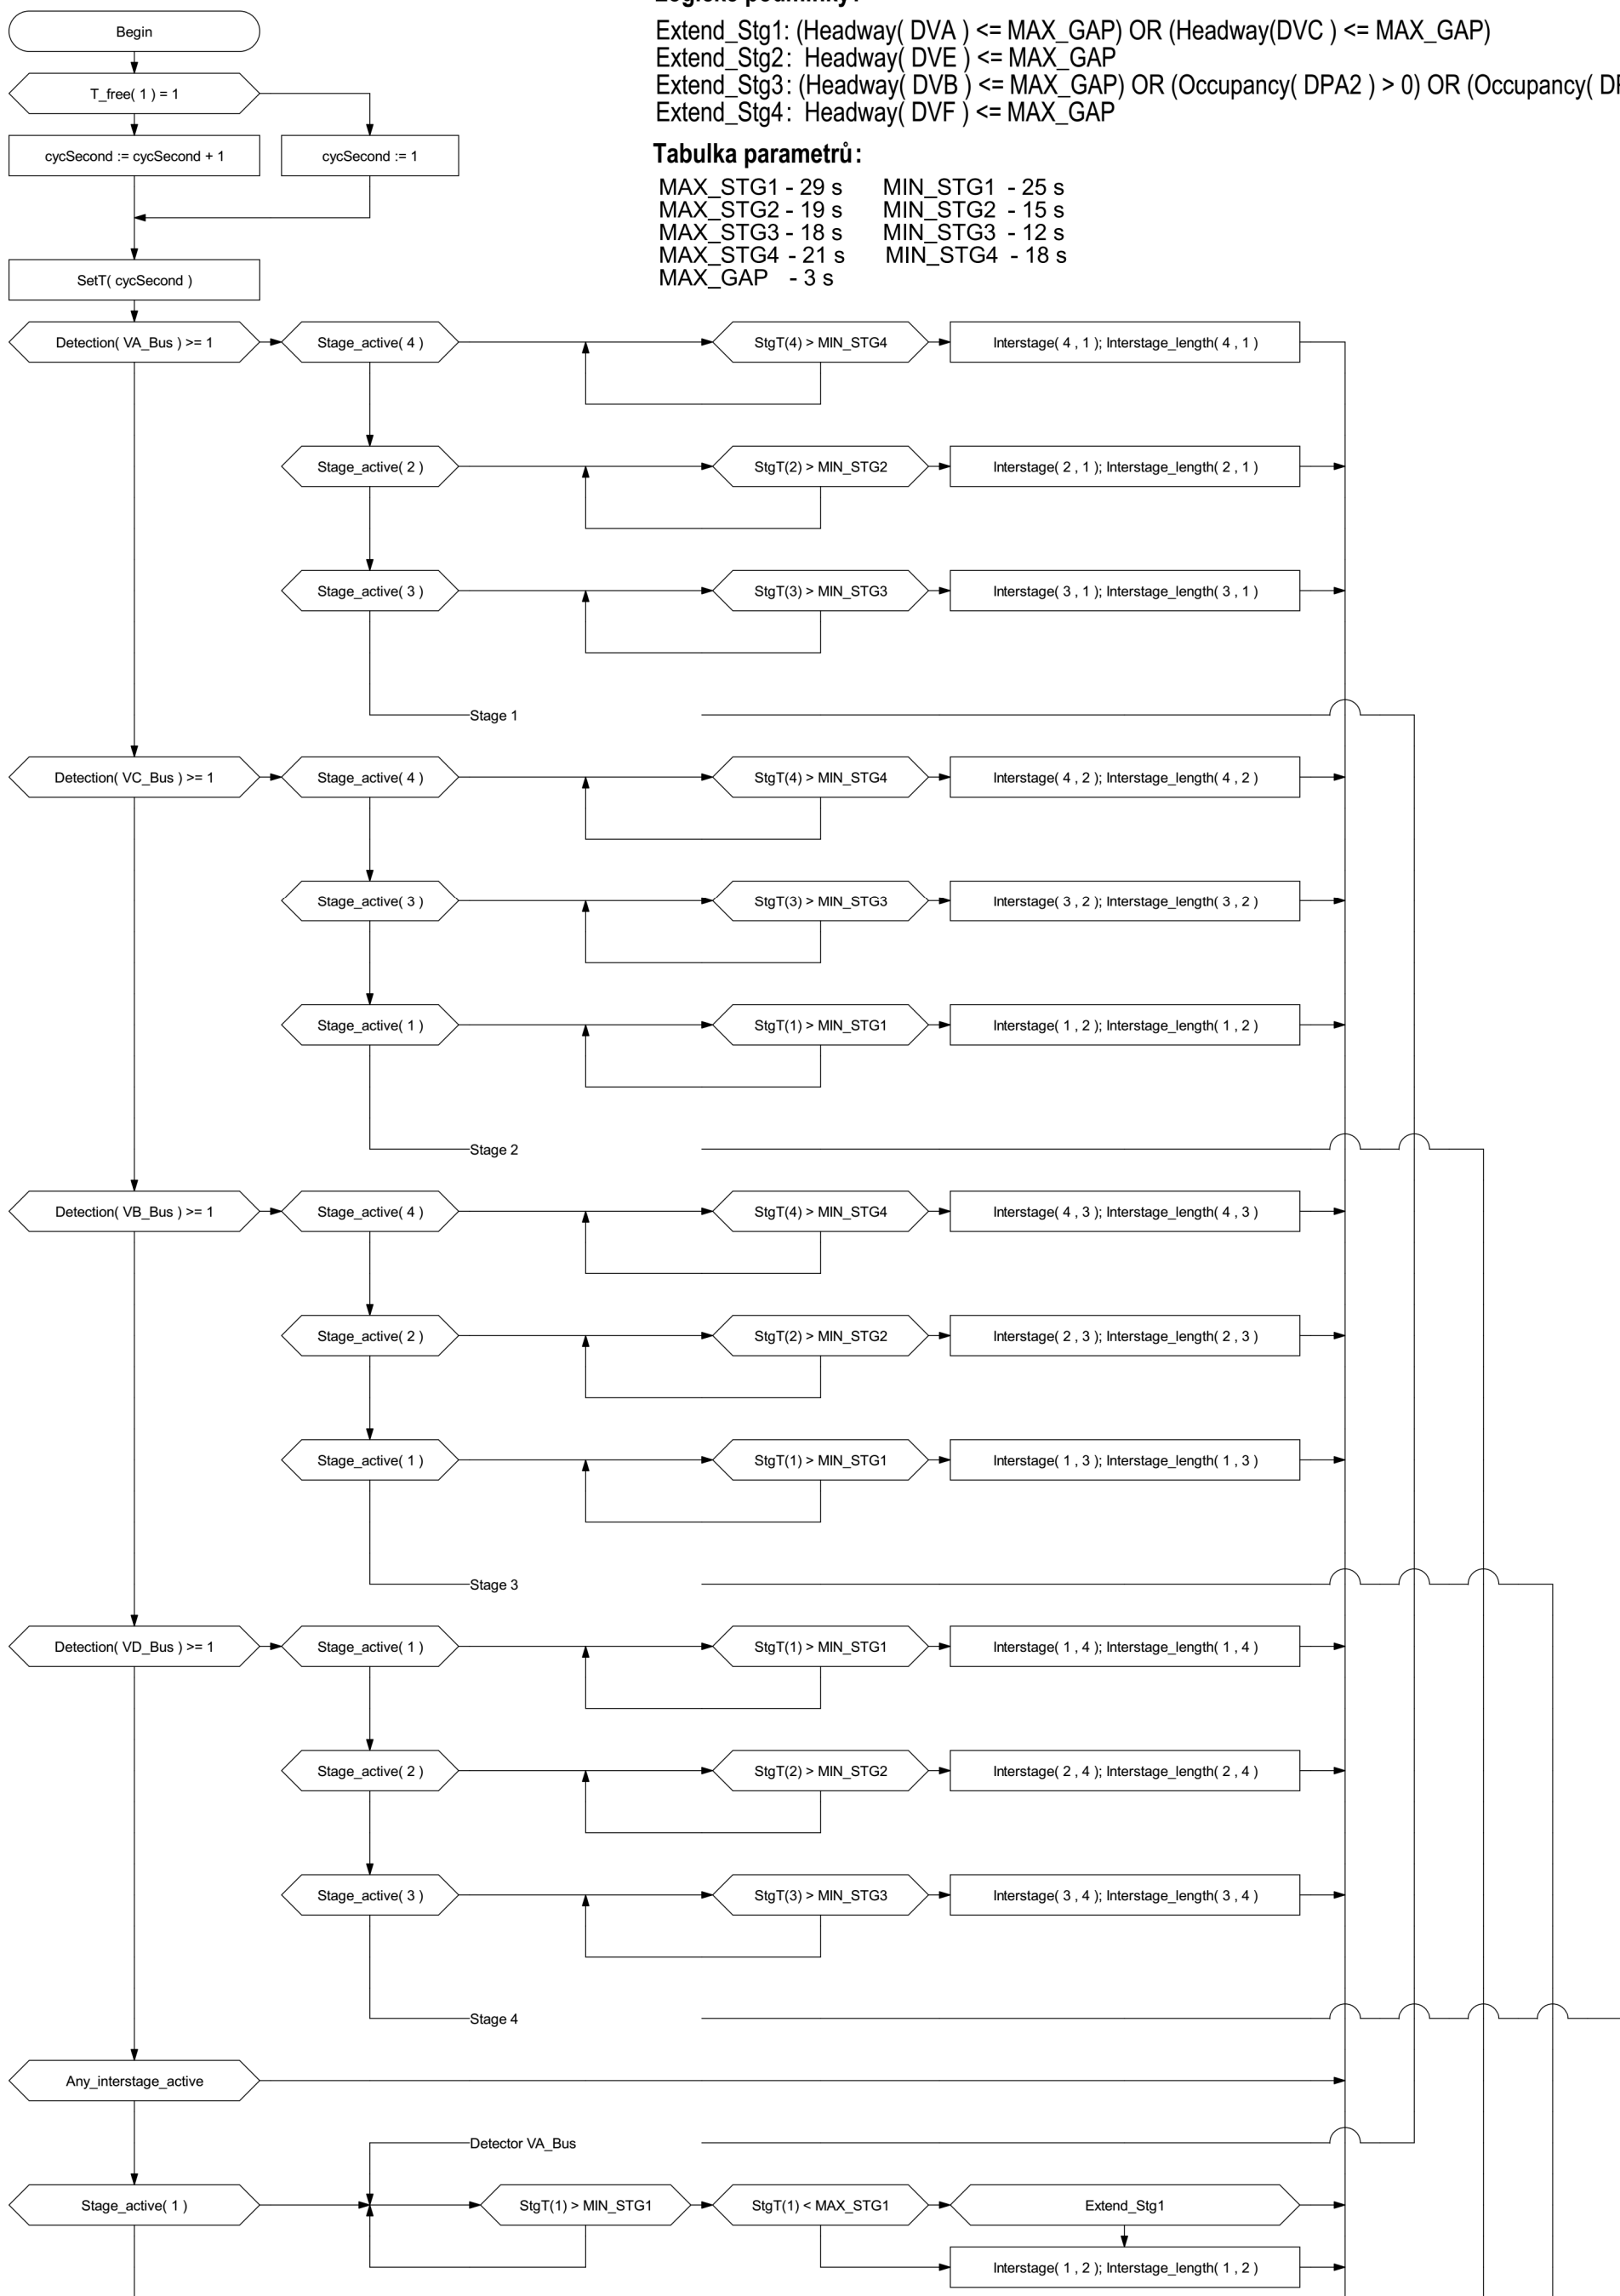 Begin
T_free( 1 ) = 1
cycSecond := cycSecond + 1
cycSecond := 1
SetT( cycSecond )
Extend_Stg1: (Headway( DVA ) <= MAX_GAP) OR (Headway(DVC ) <= MAX_GAP)
Extend_Stg2: Headway( DVE ) <= MAX_GAP
Extend_Stg3: (Headway( DVB ) <= MAX_GAP) OR (Occupancy( DPA2 ) > 0) OR (Occupancy(
Extend_Stg4: Headway( DVF ) <= MAX_GAP
Tabulka parametrů:
MAX_STG1 - 29 s MIN_STG1 - 25 s
MAX_STG2 - 19 s MIN_STG2 - 15 s
MAX_STG3 - 18 s MIN_STG3 - 12 s
MAX_STG4 - 21 s MIN_STG4 - 18 s
MAX_GAP - 3 s
Detection( VA_Bus ) >= 1 Stage_active( 4 ) StgT(4) > MIN_STG4 Interstage( 4 , 1 ); Interstage_length( 4 , 1 )
Stage_active( 2 ) StgT(2) > MIN_STG2 Interstage( 2 , 1 ); Interstage_length( 2 , 1 )
Stage_active( 3 ) StgT(3) > MIN_STG3 Interstage( 3 , 1 ); Interstage_length( 3 , 1 )
Stage 1
Detection( VC_Bus ) >= 1 Stage_active( 4 ) StgT(4) > MIN_STG4 Interstage( 4 , 2 ); Interstage_length( 4 , 2 )
Stage_active( 3 ) StgT(3) > MIN_STG3 Interstage( 3 , 2 ); Interstage_length( 3 , 2 )
Stage_active( 1 ) StgT(1) > MIN_STG1 Interstage( 1 , 2 ); Interstage_length( 1 , 2 )
Stage 2
Detection( VB_Bus ) >= 1 Stage_active( 4 ) StgT(4) > MIN_STG4 Interstage( 4 , 3 ); Interstage_length( 4 , 3 )
Stage_active( 2 ) StgT(2) > MIN_STG2 Interstage( 2 , 3 ); Interstage_length( 2 , 3 )
Stage_active( 1 ) StgT(1) > MIN_STG1 Interstage( 1 , 3 ); Interstage_length( 1 , 3 )
Stage 3
Detection( VD_Bus ) >= 1 Stage_active( 1 ) StgT(1) > MIN_STG1 Interstage( 1 , 4 ); Interstage_length( 1 , 4 )
Stage_active( 2 ) StgT(2) > MIN_STG2 Interstage( 2 , 4 ); Interstage_length( 2 , 4 )
Stage_active( 3 ) StgT(3) > MIN_STG3 Interstage( 3 , 4 ); Interstage_length( 3 , 4 )
Stage 4
Any_interstage_active
Detector VA_Bus
Stage_active( 1 ) StgT(1) > MIN_STG1 StgT(1) < MAX_STG1 Extend_Stg1
Interstage( 1 , 2 ); Interstage_length( 1 , 2 )